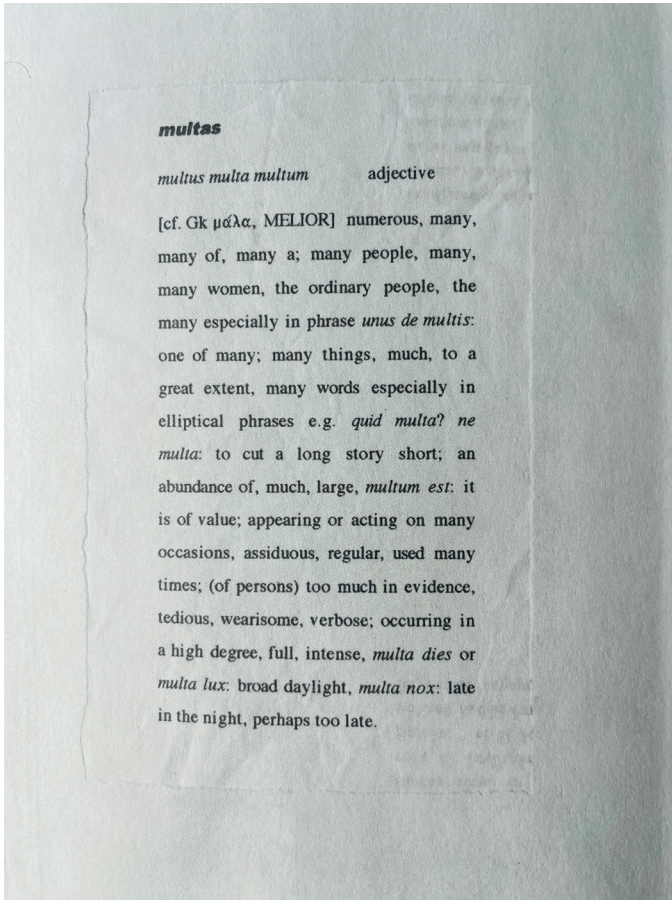 multas
multus multa multum adjective
[cf. Gk μάλα, MELIOR] numerous, many,
many of, many a; many people, many,
many women, the ordinary people, the
many especially in phrase unus de multis:
one of many; many things, much, to a
great extent, many words especially in
elliptical phrases e.g. quid multa? ne
multa: to cut a long story short; an
abundance of, much, large, multum est: it
is of value; appearing or acting on many
occasions, assiduous, regular, used many
times; (of persons) too much in evidence,
tedious, wearisome, verbose; occurring in
a high degree, full, intense, multa dies or
multa lux: broad daylight, multa nox: late
in the night, perhaps too late.